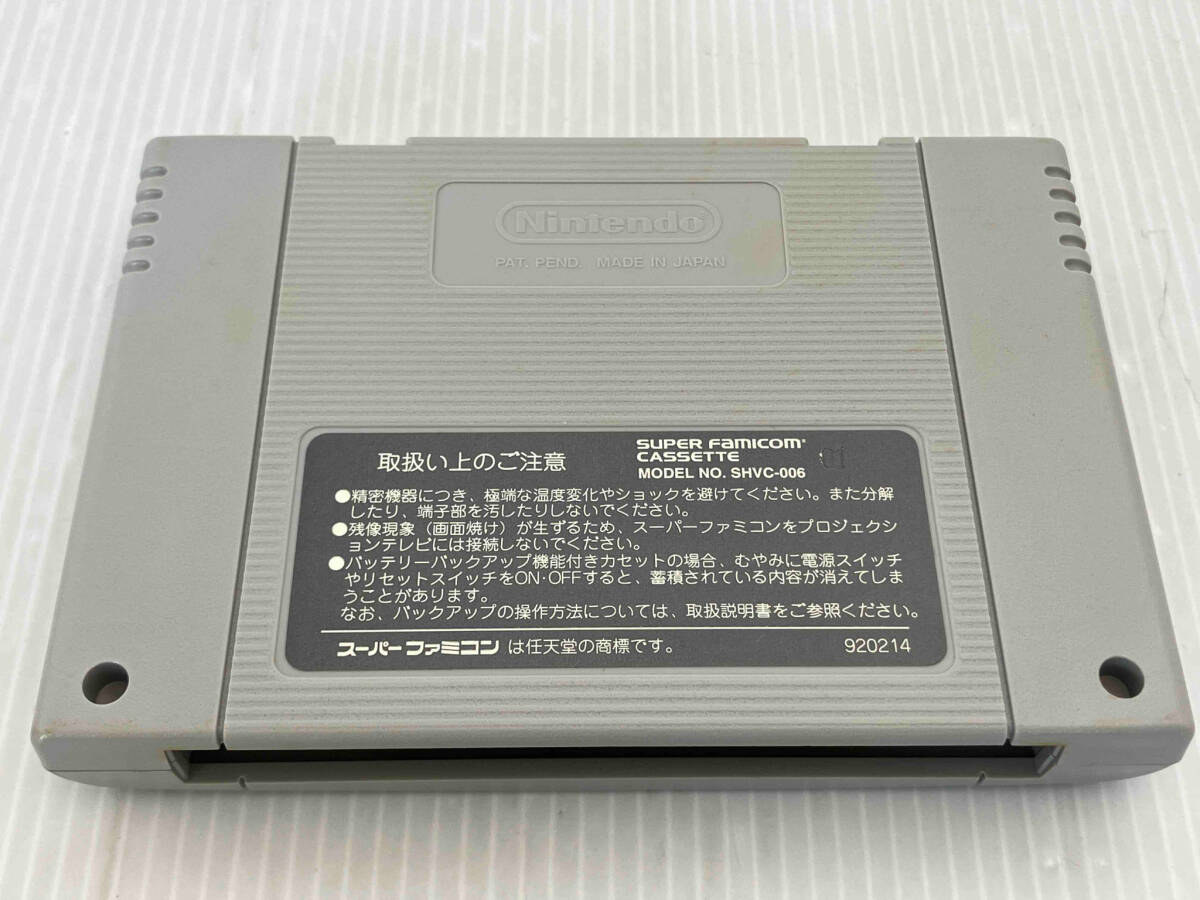 Nintendo
PAT. PEND. MADE IN JAPAN
取扱い上のご注意
SUPER FAMICOM
CASSETTE
MODEL NO. SHVC-006
01
●精密機器につき、極端な温度変化やショックを避けてください。また分解
したり、端子部を汚したりしないでください。
●残像現象（画面焼け）が生ずるため、スーパーファミコンをプロジェクシ
ョンテレビには接続しないでください。
●バッテリーバックアップ機能付きカセットの場合、むやみに電源スイッチ
やリセットスイッチをON·OFFすると、蓄積されている内容が消えてしま
うことがあります。
なお、バックアップの操作方法については、取扱説明書をご参照ください。
スーパーファミコン は任天堂の商標です。
920214